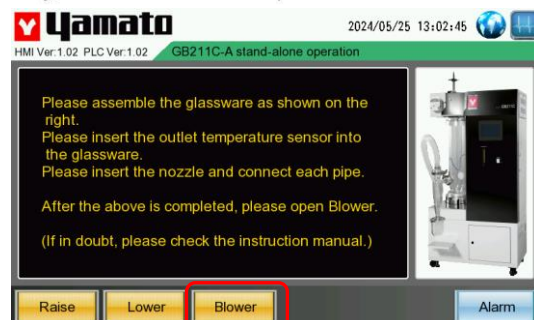 Yamato
2024/05/25 13:02:45
HMI Ver:1.02 PLC Ver:1.02
GB211C-A stand-alone operation
Please assemble the glassware as shown on the
right.
Please insert the outlet temperature sensor into
the glassware.
Please insert the nozzle and connect each pipe.
After the above is completed, please open Blower.
(If in doubt, please check the instruction manual.)
Raise
Lower
Blower
Alarm